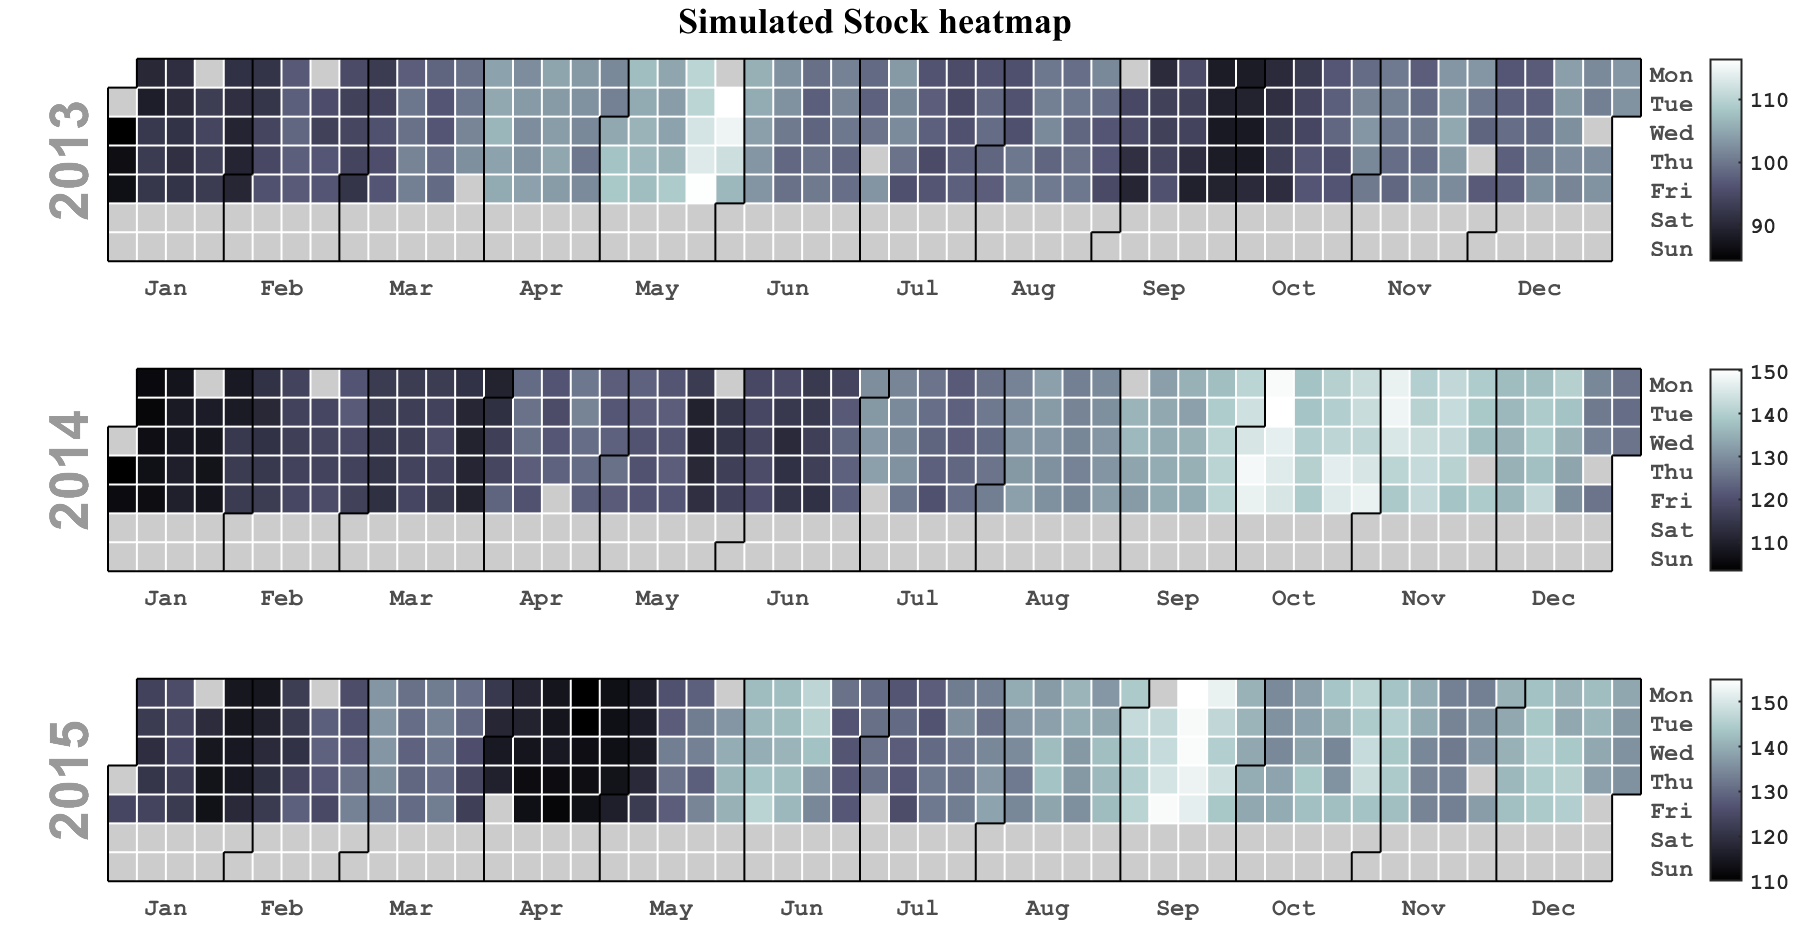 Simulated Stock heatmap
2013
Mon
Tue
Wed
Thu
Fri
Sat
Sun
110
100
90
Jan Feb Mar Apr May Jun Jul Aug Sep Oct Nov Dec
2014
Mon
Tue
Wed
Thu
Fri
Sat
Sun
150
140
130
120
110
Jan Feb Mar Apr May Jun Jul Aug Sep Oct Nov Dec
2015
Mon
Tue
Wed
Thu
Fri
Sat
Sun
150
140
130
120
110
Jan Feb Mar Apr May Jun Jul Aug Sep Oct Nov Dec